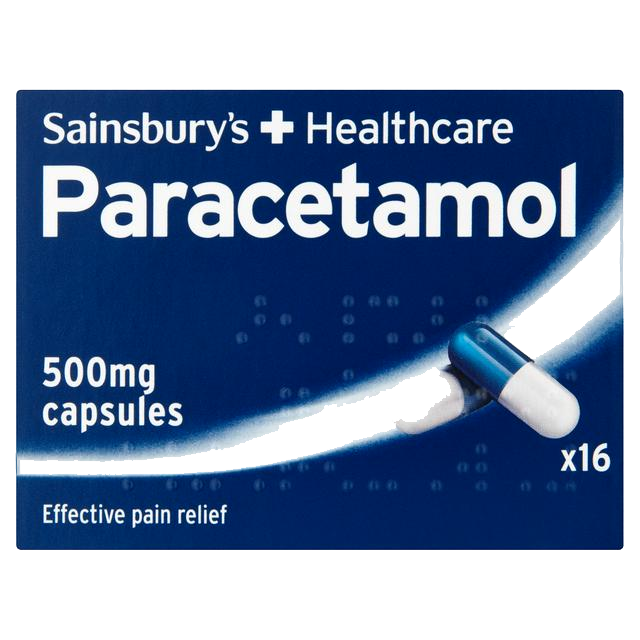 Sainsbury's + Healthcare
Paracetamol
500mg
capsules
x16
Effective pain relief